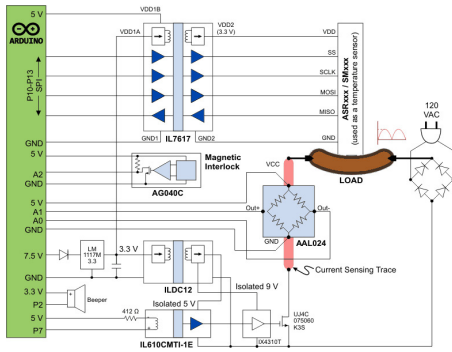 5 V
VDD1B
ARDUINO
VDD1A
VDD2
(3.3 V)
VDD
SS
SCLK
MOSI
MISO
P10-P13
SPI
GND1
GND2
GND
GND
IL7617
ASRxxx / SMxxx
(used as a temperature sensor)
120
VAC
5 V
A2
GND
Magnetic
Interlock
AG040C
VCC
LOAD
5 V
A1
A0
GND
Out+
Out-
GND
AAL024
7.5 V
LM
1117M
3.3
3.3 V
GND
ILDC12
Current Sensing Trace
3.3 V
P2
Beeper
Isolated 5 V
Isolated 9 V
5 V
P7
412 Ω
IL610CMTI-1E
IX4310T
UJ4C
075060
K3S